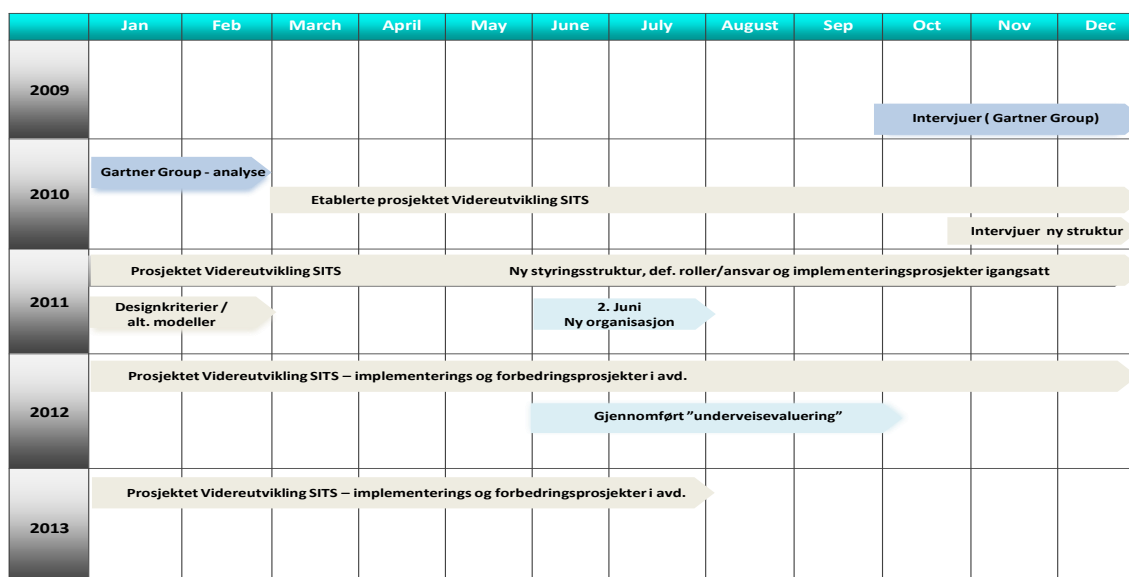 Jan Feb March April May June July August Sep Oct Nov Dec
2009
Intervjuer ( Gartner Group)
2010
Gartner Group - analyse
Etablerte prosjektet Videreutvikling SITS
Intervjuer ny struktur
2011
Prosjektet Videreutvikling SITS
Ny styringsstruktur, def. roller/ansvar og implementeringsprosjekter igangsatt
Designkriterier /
alt. modeller
2. Juni
Ny organisasjon
2012
Prosjektet Videreutvikling SITS – implementerings og forbedringsprosjekter i avd.
Gjennomført ”underveisevaluering”
2013
Prosjektet Videreutvikling SITS – implementerings og forbedringsprosjekter i avd.